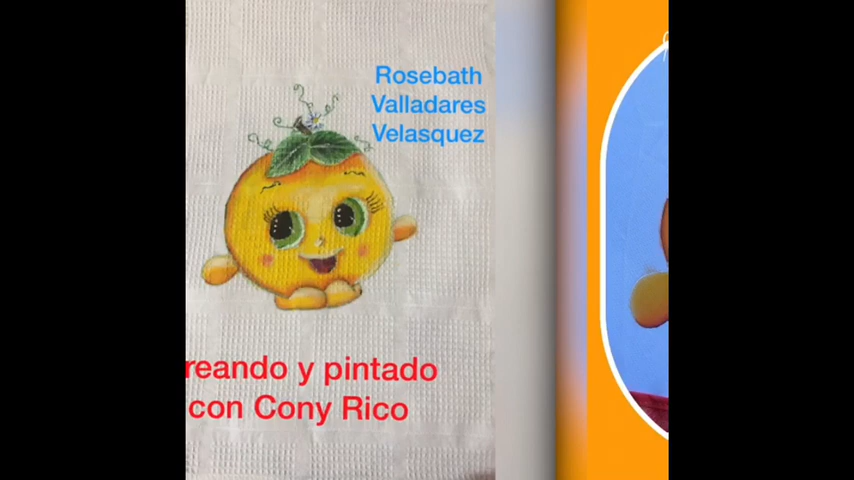 Rosebath
Valladares
Velasquez
reando y pintado
con Cony Rico